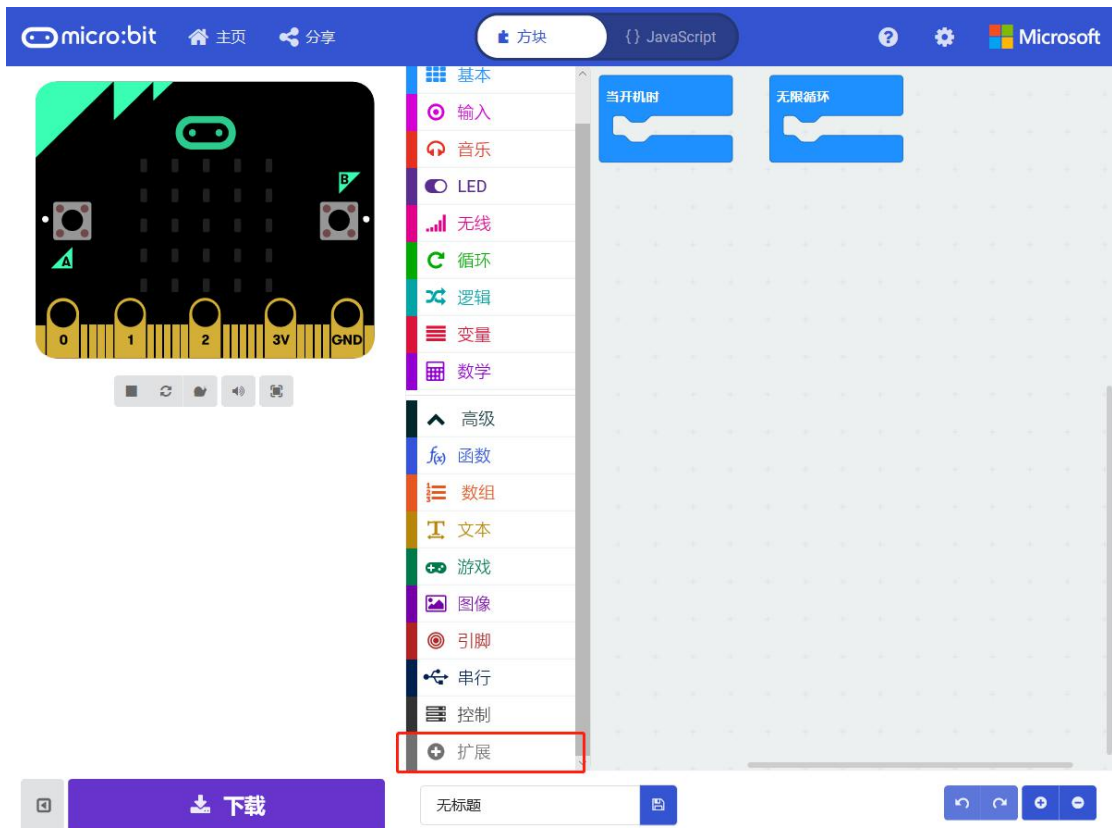 micro:bit 主页 分享 方块 {} JavaScript Microsoft
基本
输入
音乐
LED
无线
循环
逻辑
变量
数学
高级
f(x) 函数
数组
文本
游戏
图像
引脚
串行
控制
扩展
当开机时 无限循环
B
A
0 1 2 3V GND
下载 无标题